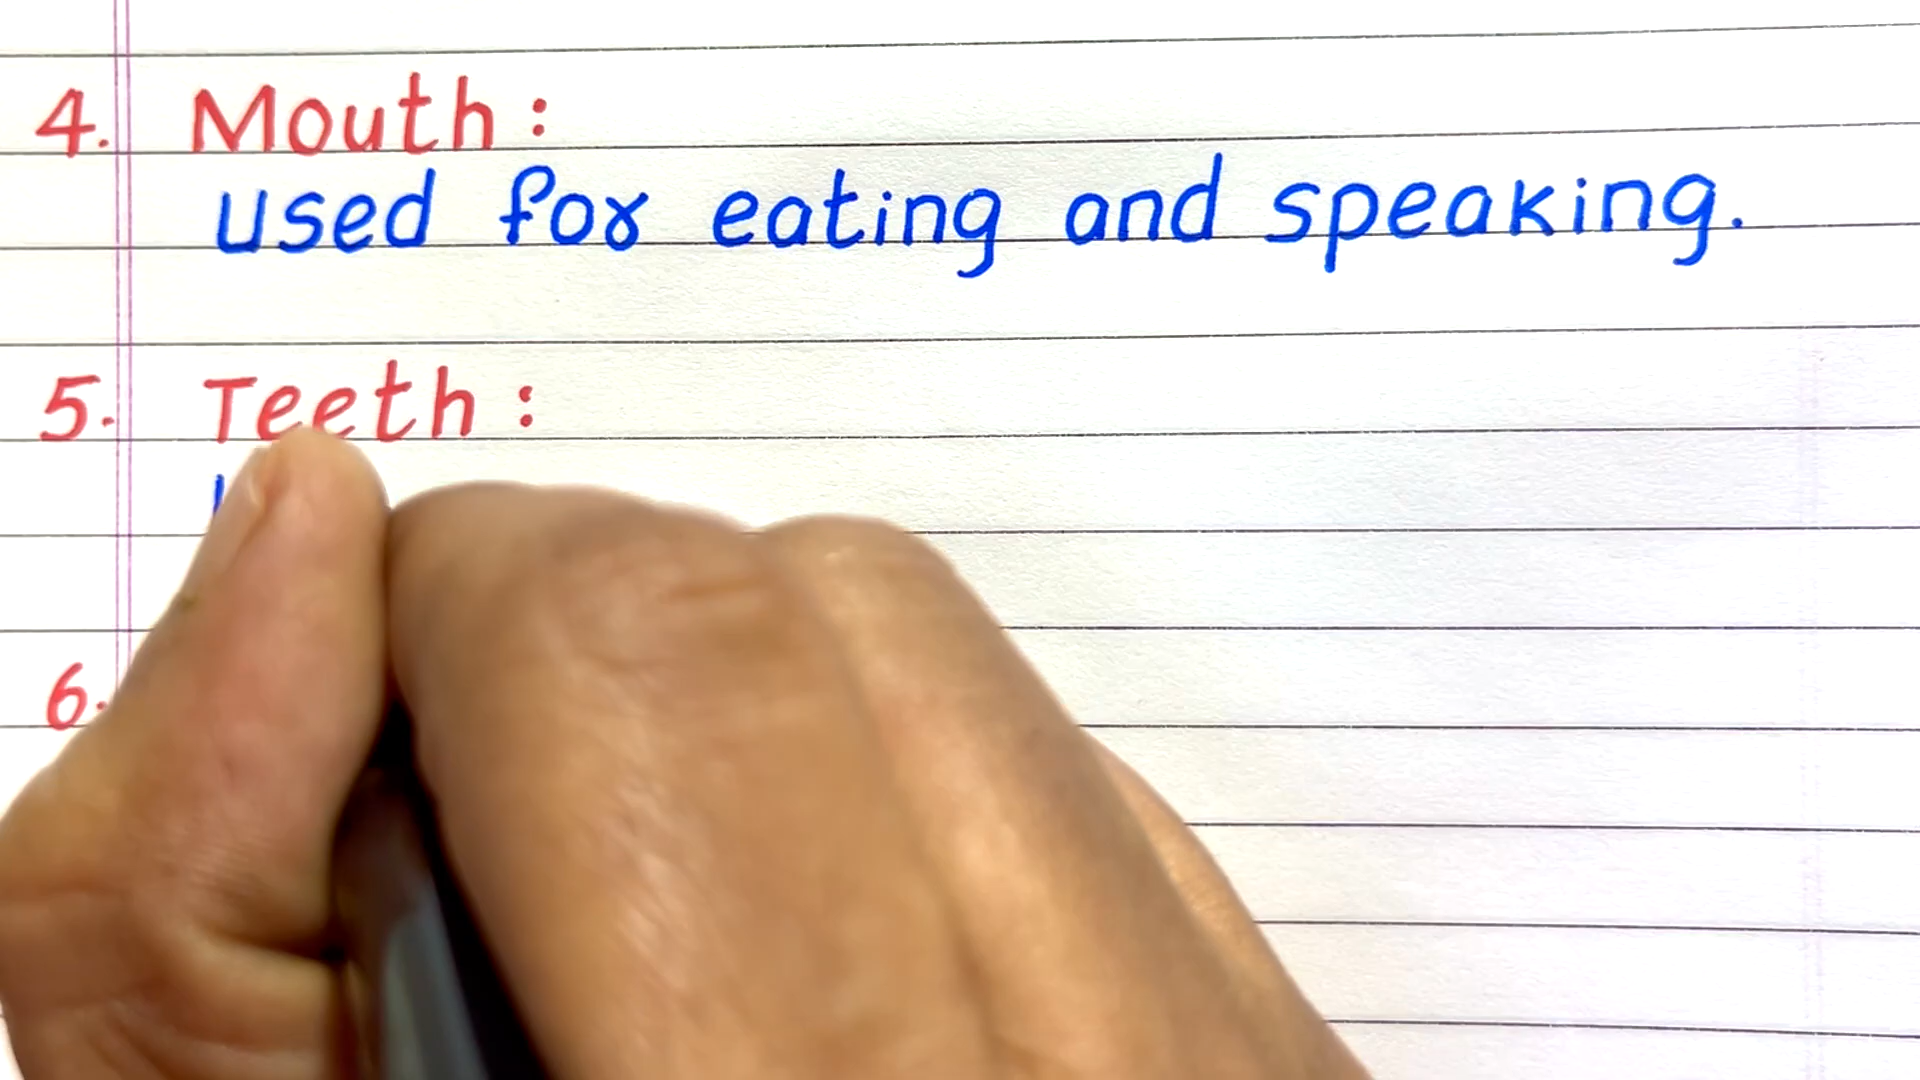 4. Mouth :
used for eating and speaking.
5. Teeth :
6.